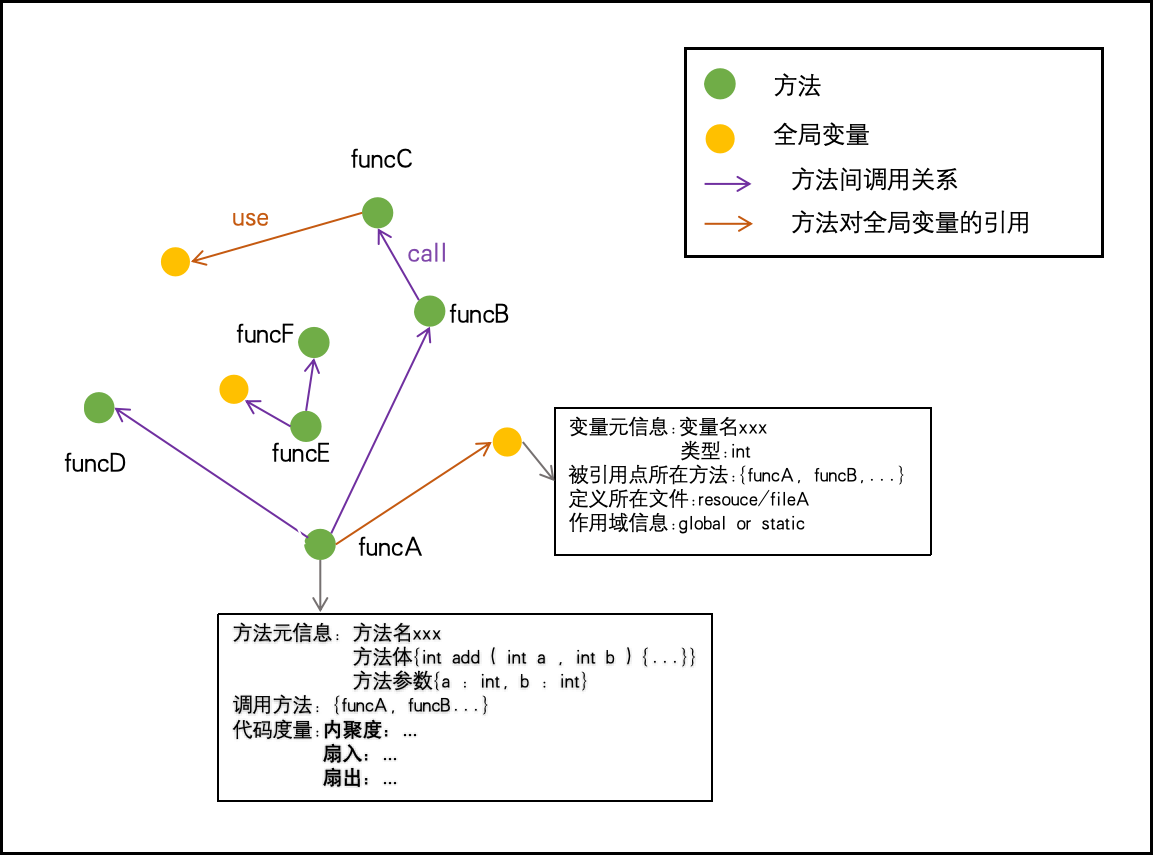 方法
全局变量
方法间调用关系
方法对全局变量的引用
funcC
use
call
funcB
funcF
funcE
funcD
funcA
变量元信息:变量名xxx
类型:int
被引用点所在方法:{funcA, funcB,...}
定义所在文件:resouce/fileA
作用域信息:global or static
方法元信息: 方法名xxx
方法体{int add ( int a , int b ) {...}}
方法参数{a : int, b : int}
调用方法: {funcA, funcB...}
代码度量:内聚度: ...
扇入: ...
扇出: ...